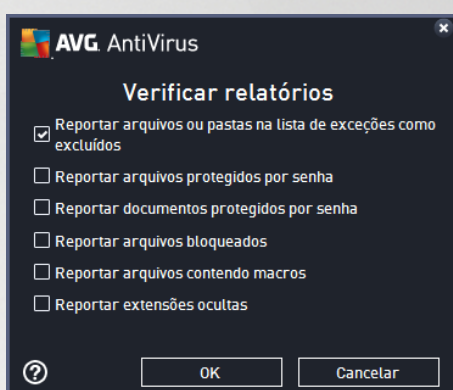 AVG. AntiVirus
Verificar relatórios
Reportar arquivos ou pastas na lista de exceções como
excluídos
Reportar arquivos protegidos por senha
Reportar documentos protegidos por senha
Reportar arquivos bloqueados
Reportar arquivos contendo macros
Reportar extensões ocultas
?
OK
Cancelar